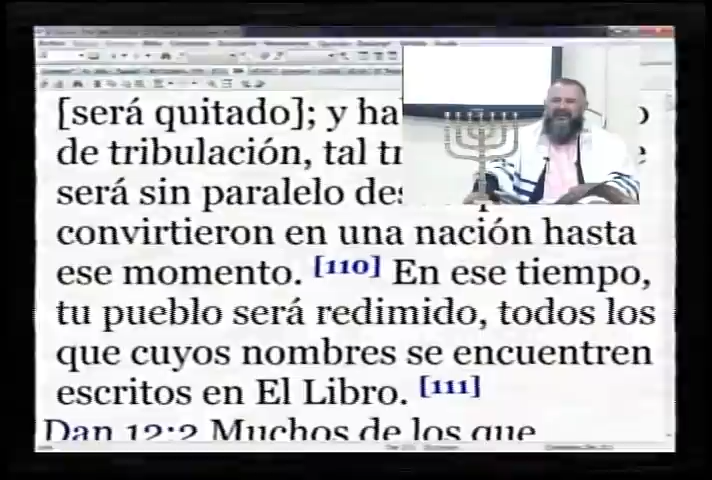 [será quitado]; y ha
de tribulación, tal
será sin paralelo
convirtieron en una nación hasta
ese momento. [110] En ese tiempo,
tu pueblo será redimido, todos los
que cuyos nombres se encuentren
escritos en El Libro. [111]
Dan 12:2 Muchos de los que